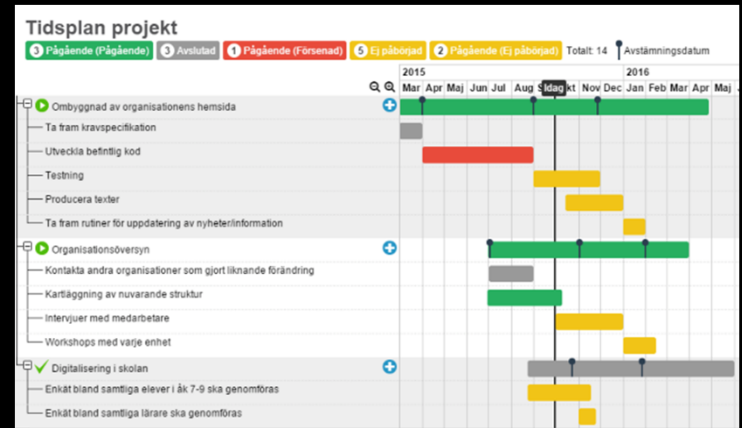 Tidsplan projekt
3 Pågående (Pågående) 3 Avslutad 1 Pågående (Försenad) 5 Ej påbörjad 2 Pågående (Ej påbörjad) Totalt: 14 Avstämningsdatum
2015 2016
Mar Apr Maj Jun Jul Aug Idag kt Nov Dec Jan Feb Mar Apr Maj
Ombyggnad av organisationens hemsida
Ta fram kravspecifikation
Utveckla befintlig kod
Testning
Producera texter
Ta fram rutiner för uppdatering av nyheter/information
Organisationsöversyn
Kontakta andra organisationer som gjort liknande förändring
Kartläggning av nuvarande struktur
Intervjuer med medarbetare
Workshops med varje enhet
Digitalisering i skolan
Enkät bland samtliga elever i åk 7-9 ska genomföras
Enkät bland samtliga lärare ska genomföras